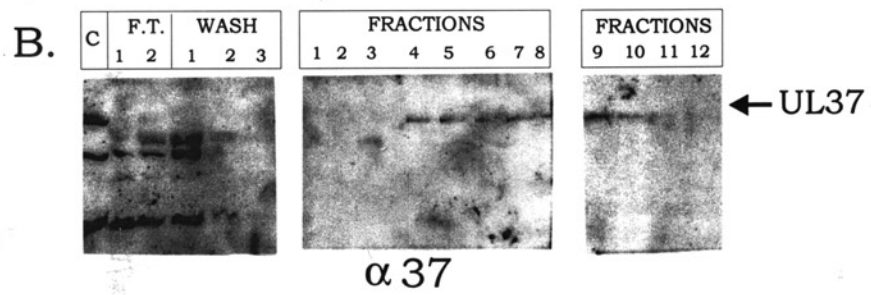 B.
C F.T. WASH
1 2 1 2 3
FRACTIONS
1 2 3 4 5 6 7 8
FRACTIONS
9 10 11 12
← UL37
α 37